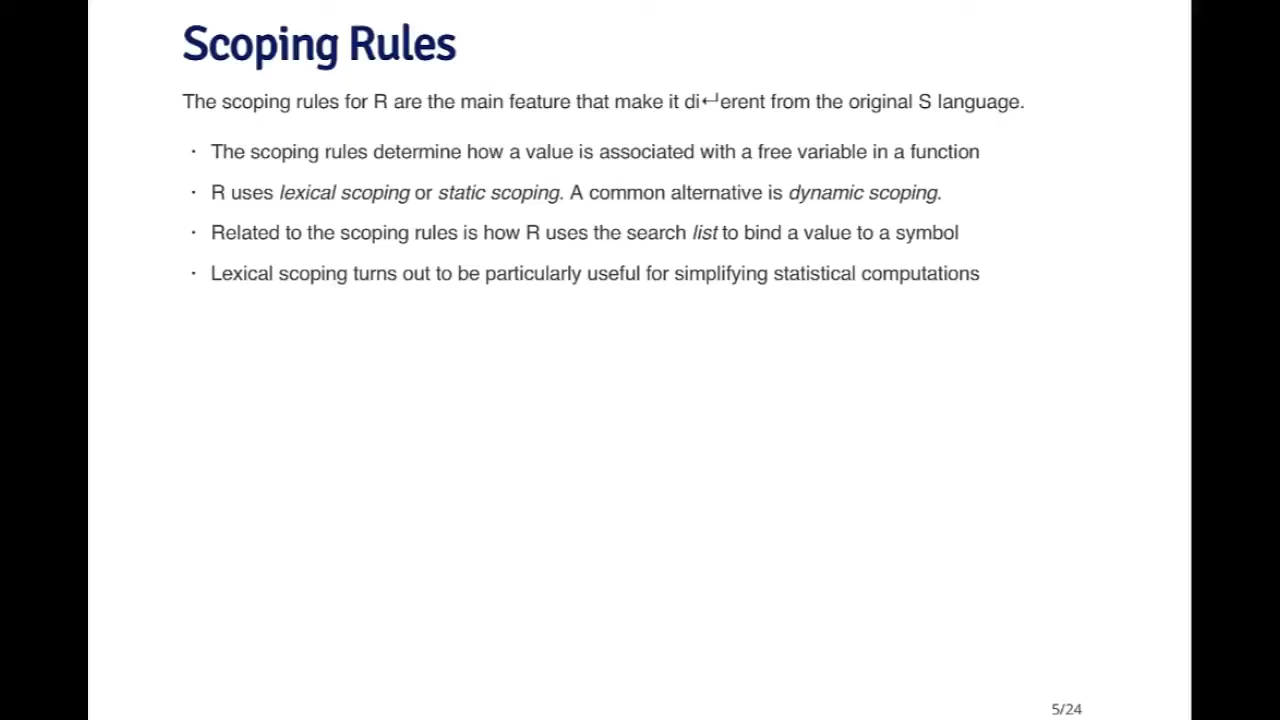 Scoping Rules
The scoping rules for R are the main feature that make it di↵erent from the original S language.
· The scoping rules determine how a value is associated with a free variable in a function
· R uses lexical scoping or static scoping. A common alternative is dynamic scoping.
· Related to the scoping rules is how R uses the search list to bind a value to a symbol
· Lexical scoping turns out to be particularly useful for simplifying statistical computations
5/24